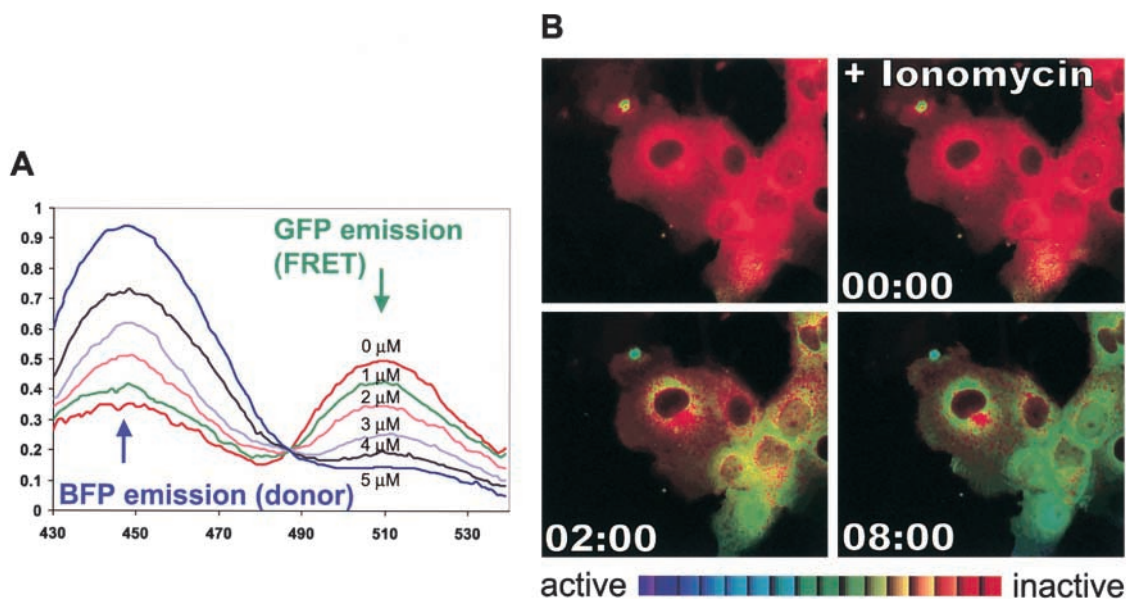 A
1
0.9
0.8
0.7
0.6
0.5
0.4
0.3
0.2
0.1
0
430
450
470
490
510
530
GFP emission
(FRET)
0 μM
1 μM
2 μM
3 μM
4 μM
5 μM
BFP emission (donor)
B
+ Ionomycin
00:00
02:00
08:00
active
inactive